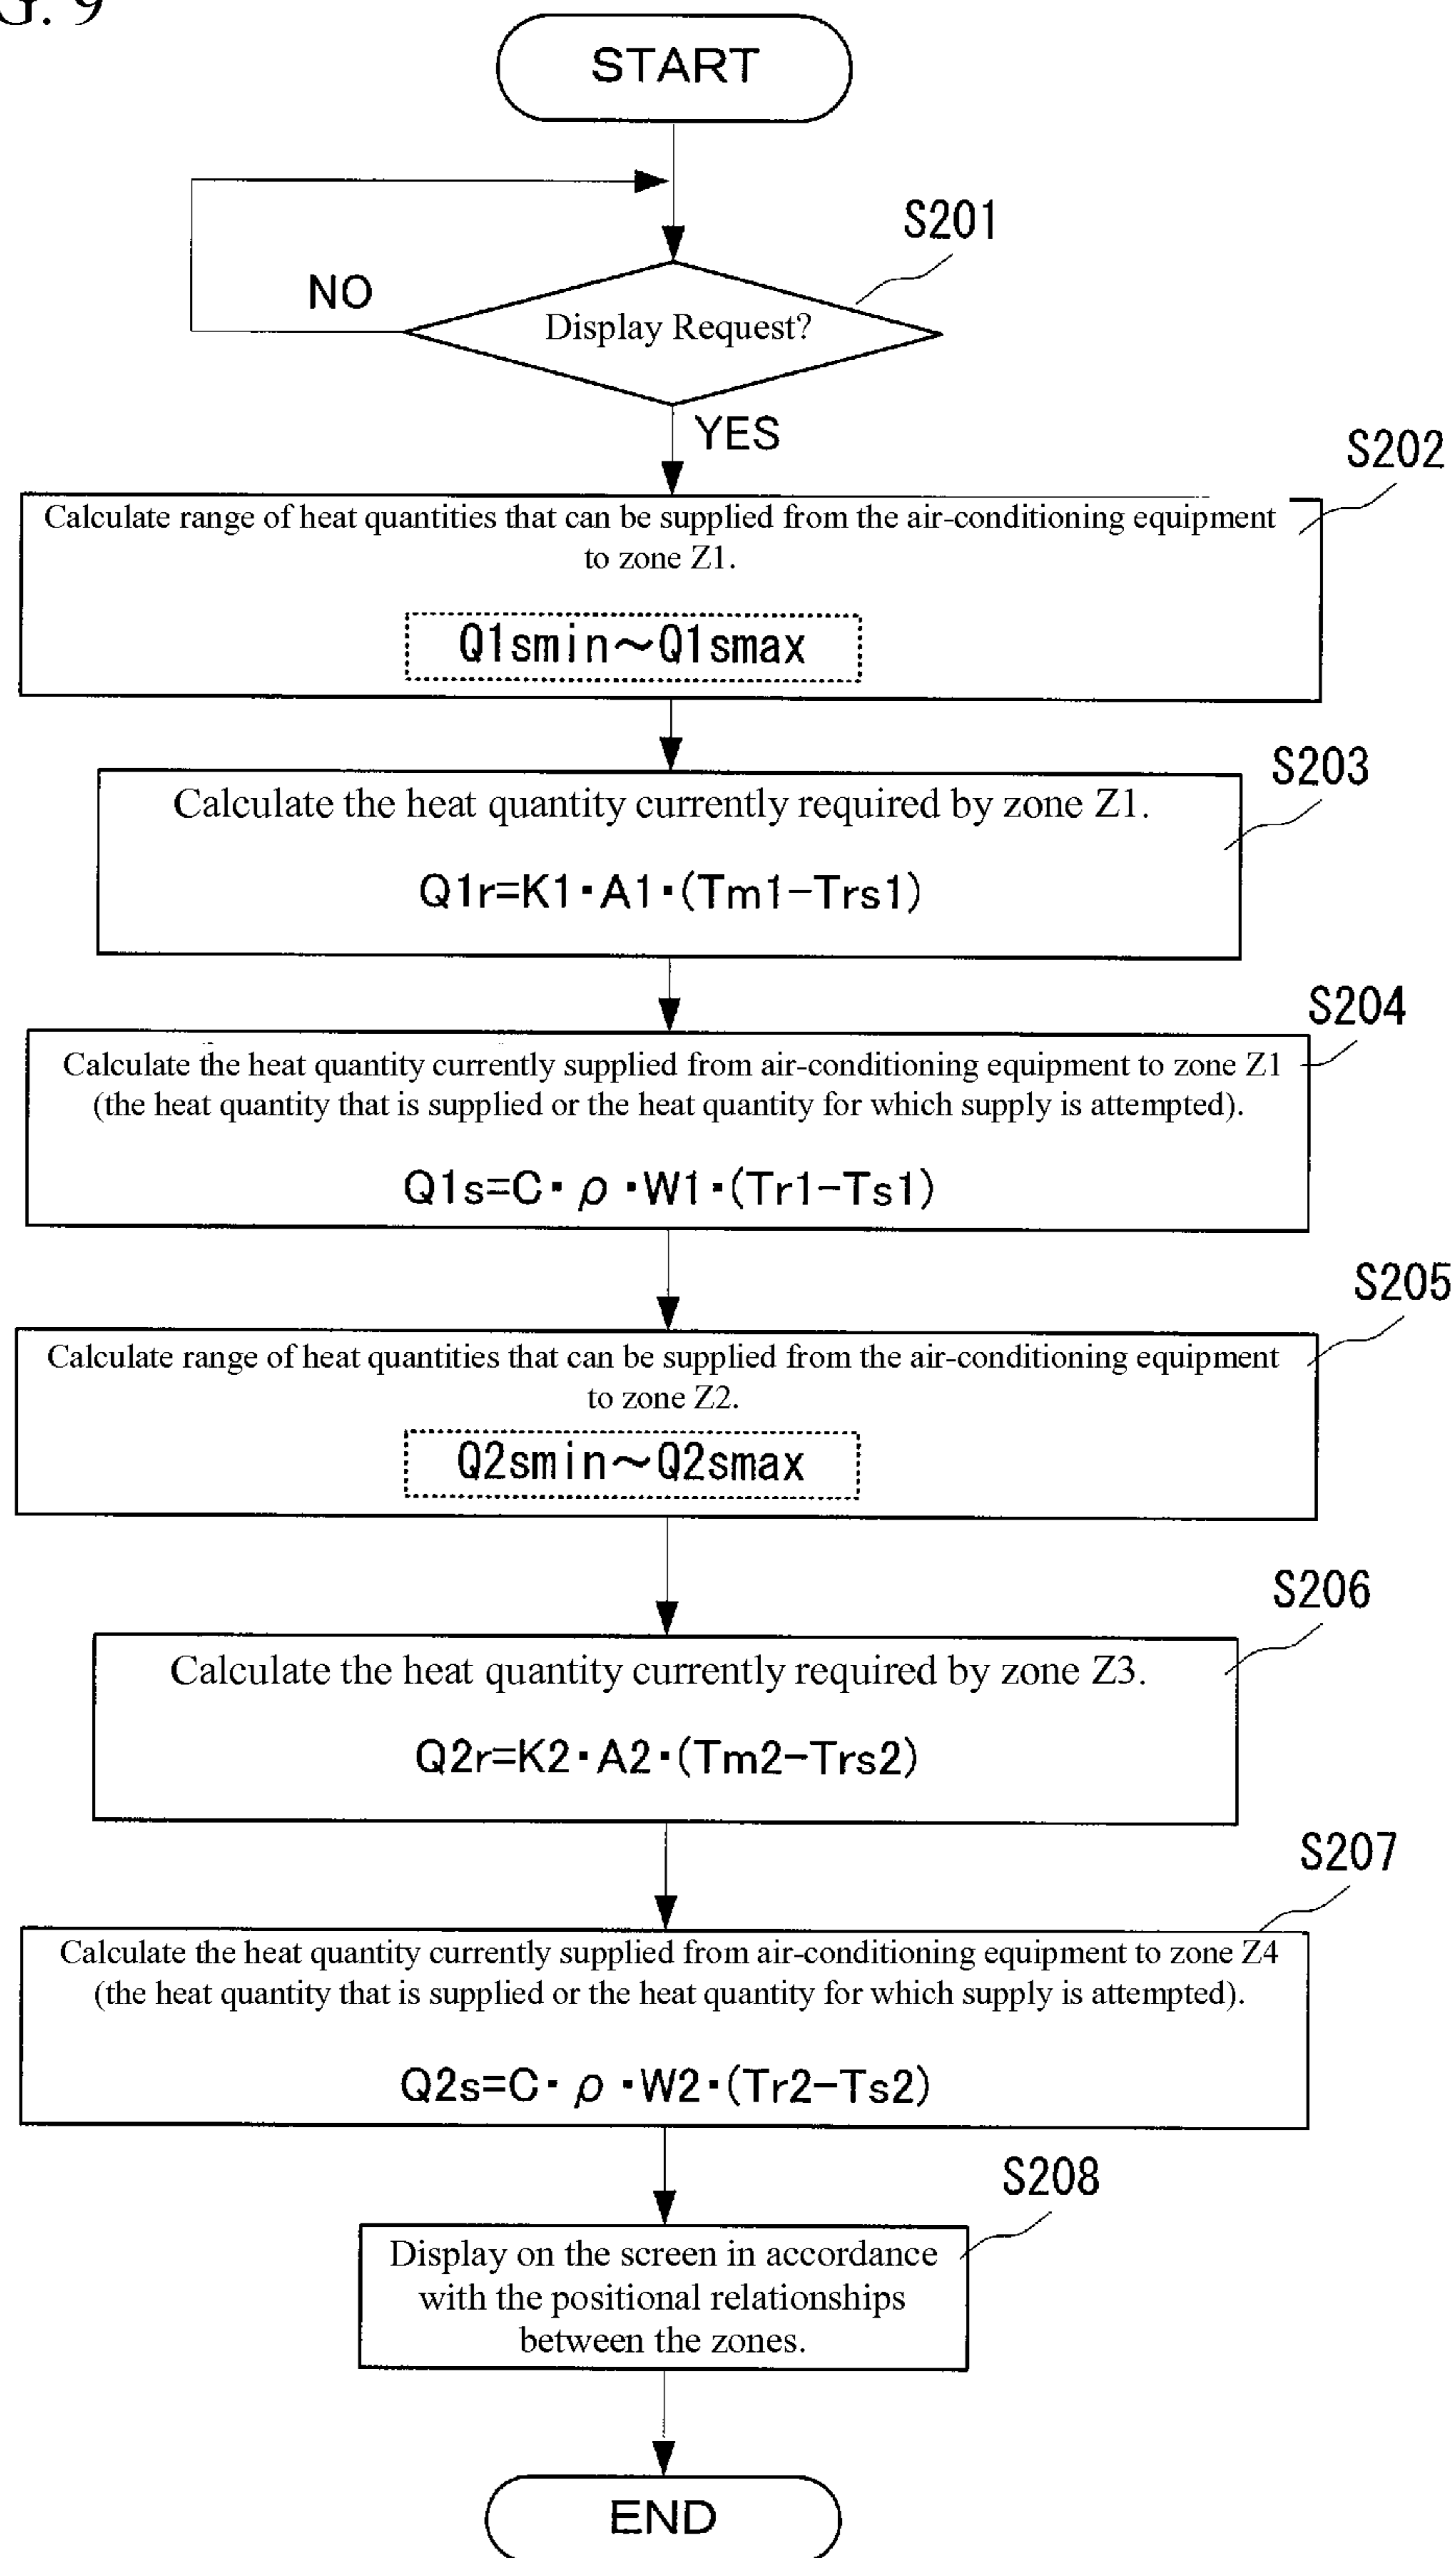 G. 9
START
S201
NO
Display Request?
YES
S202
Calculate range of heat quantities that can be supplied from the air-conditioning equipment
to zone Z1.
Q1smin~Q1smax
S203
Calculate the heat quantity currently required by zone Z1.
Q1r=K1・A1・(Tm1-Trs1)
S204
Calculate the heat quantity currently supplied from air-conditioning equipment to zone Z1
(the heat quantity that is supplied or the heat quantity for which supply is attempted).
Q1s=C・ρ・W1・(Tr1-Ts1)
S205
Calculate range of heat quantities that can be supplied from the air-conditioning equipment
to zone Z2.
Q2smin~Q2smax
S206
Calculate the heat quantity currently required by zone Z3.
Q2r=K2・A2・(Tm2-Trs2)
S207
Calculate the heat quantity currently supplied from air-conditioning equipment to zone Z4
(the heat quantity that is supplied or the heat quantity for which supply is attempted).
Q2s=C・ρ・W2・(Tr2-Ts2)
S208
Display on the screen in accordance
with the positional relationships
between the zones.
END